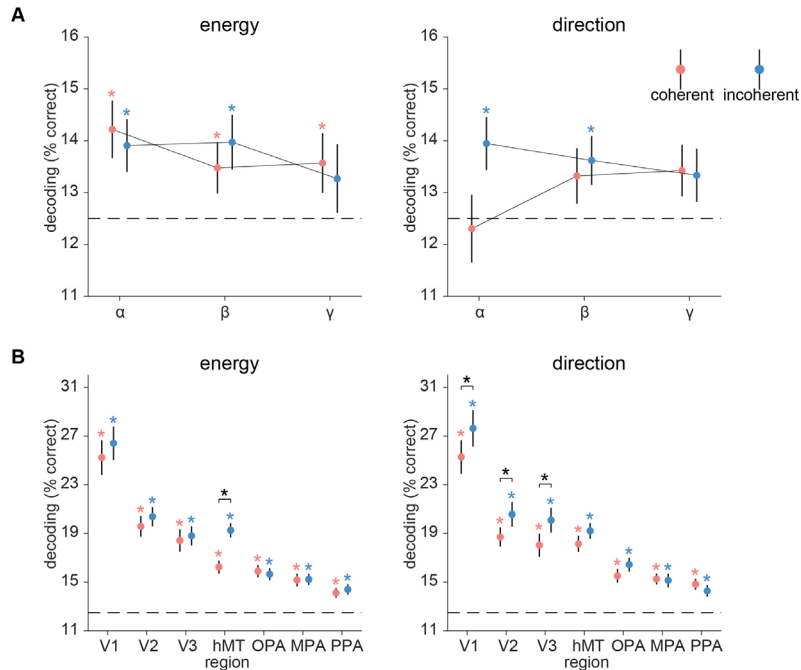 A
energy
direction
16
15
14
13
12
11
decoding (% correct)
* * * * *
α β γ
16
15
14
13
12
11
decoding (% correct)
* *
α β γ
coherent incoherent
B
energy
direction
31
27
23
19
15
11
decoding (% correct)
* * * * * * * * * * * * * * *
V1 V2 V3 hMT OPA MPA PPA
region
31
27
23
19
15
11
decoding (% correct)
* * * * * * * * * * * * * * * * *
V1 V2 V3 hMT OPA MPA PPA
region